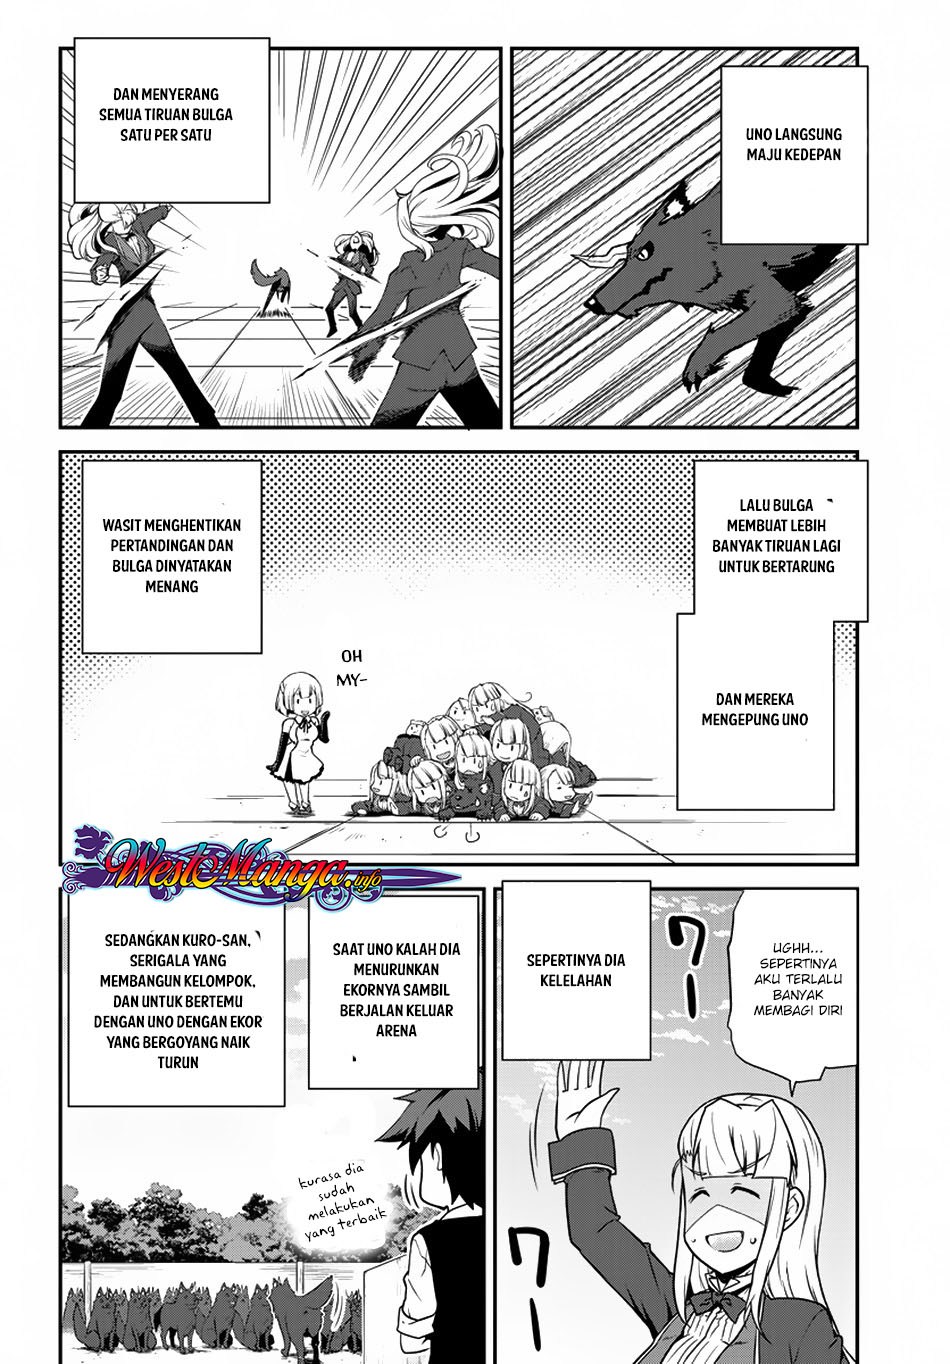 UNO LANGSUNG
MAJU KEDEPAN
DAN MENYERANG
SEMUA TIRUAN BULGA
SATU PER SATU
LALU BULGA
MEMBUAT LEBIH
BANYAK TIRUAN LAGI
UNTUK BERTARUNG
DAN MEREKA
MENGEPUNG UNO
WASIT MENGHENTIKAN
PERTANDINGAN DAN
BULGA DINYATAKAN
MENANG
OH
MY-
WestManga.info
UGHH...
SEPERTINYA
AKU TERLALU
BANYAK
MEMBAGI DIRI
ワー
ワー
SEPERTINYA DIA
KELELAHAN
SAAT UNO KALAH DIA
MENURUNKAN
EKORNYA SAMBIL
BERJALAN KELUAR
ARENA
SEDANGKAN KURO-SAN,
SERIGALA YANG
MEMBANGUN KELOMPOK,
DAN UNTUK BERTEMU
DENGAN UNO DENGAN EKOR
YANG BERGOYANG NAIK
TURUN
kurasa dia
sudah
melakukan
yang terbaik